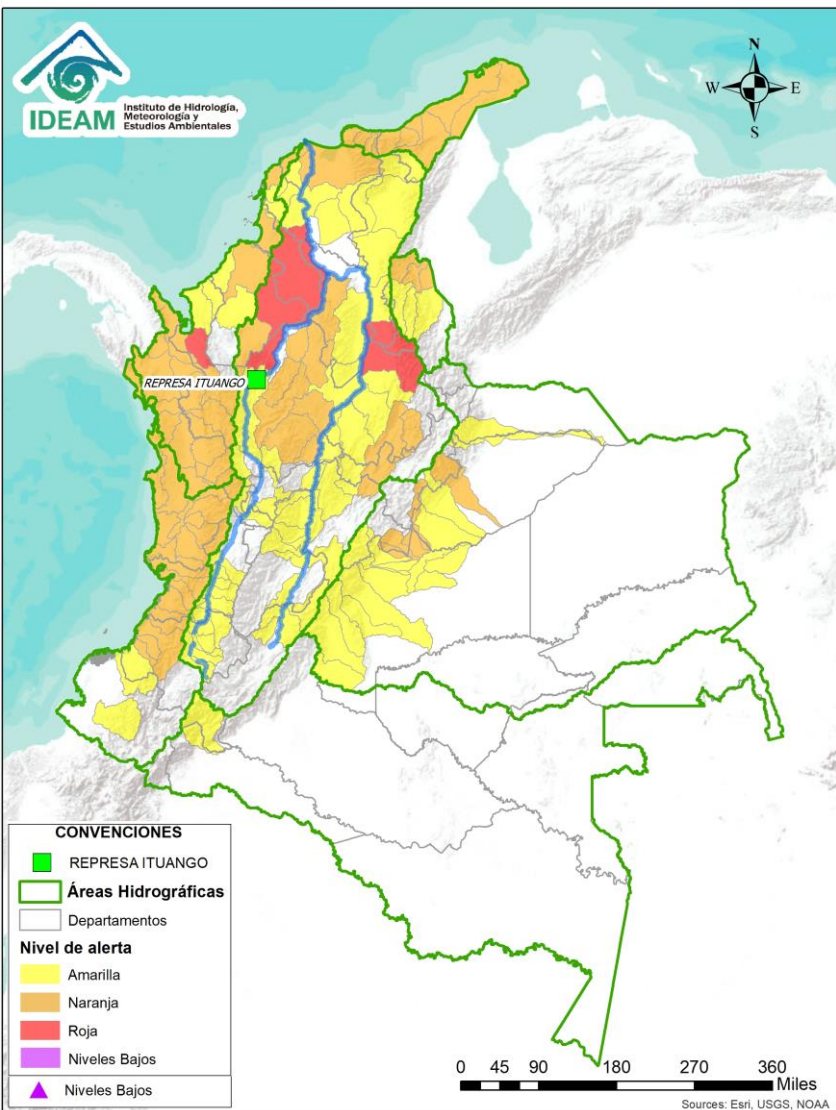 IDEAM
Instituto de Hidrología,
Meteorología y
Estudios Ambientales
N
W
E
S
REPRESA ITUANGO
CONVENCIONES
REPRESA ITUANGO
Áreas Hidrográficas
Departamentos
Nivel de alerta
Amarilla
Naranja
Roja
Niveles Bajos
Niveles Bajos
0 45 90 180 270 360
Miles
Sources: Esri, USGS, NOAA